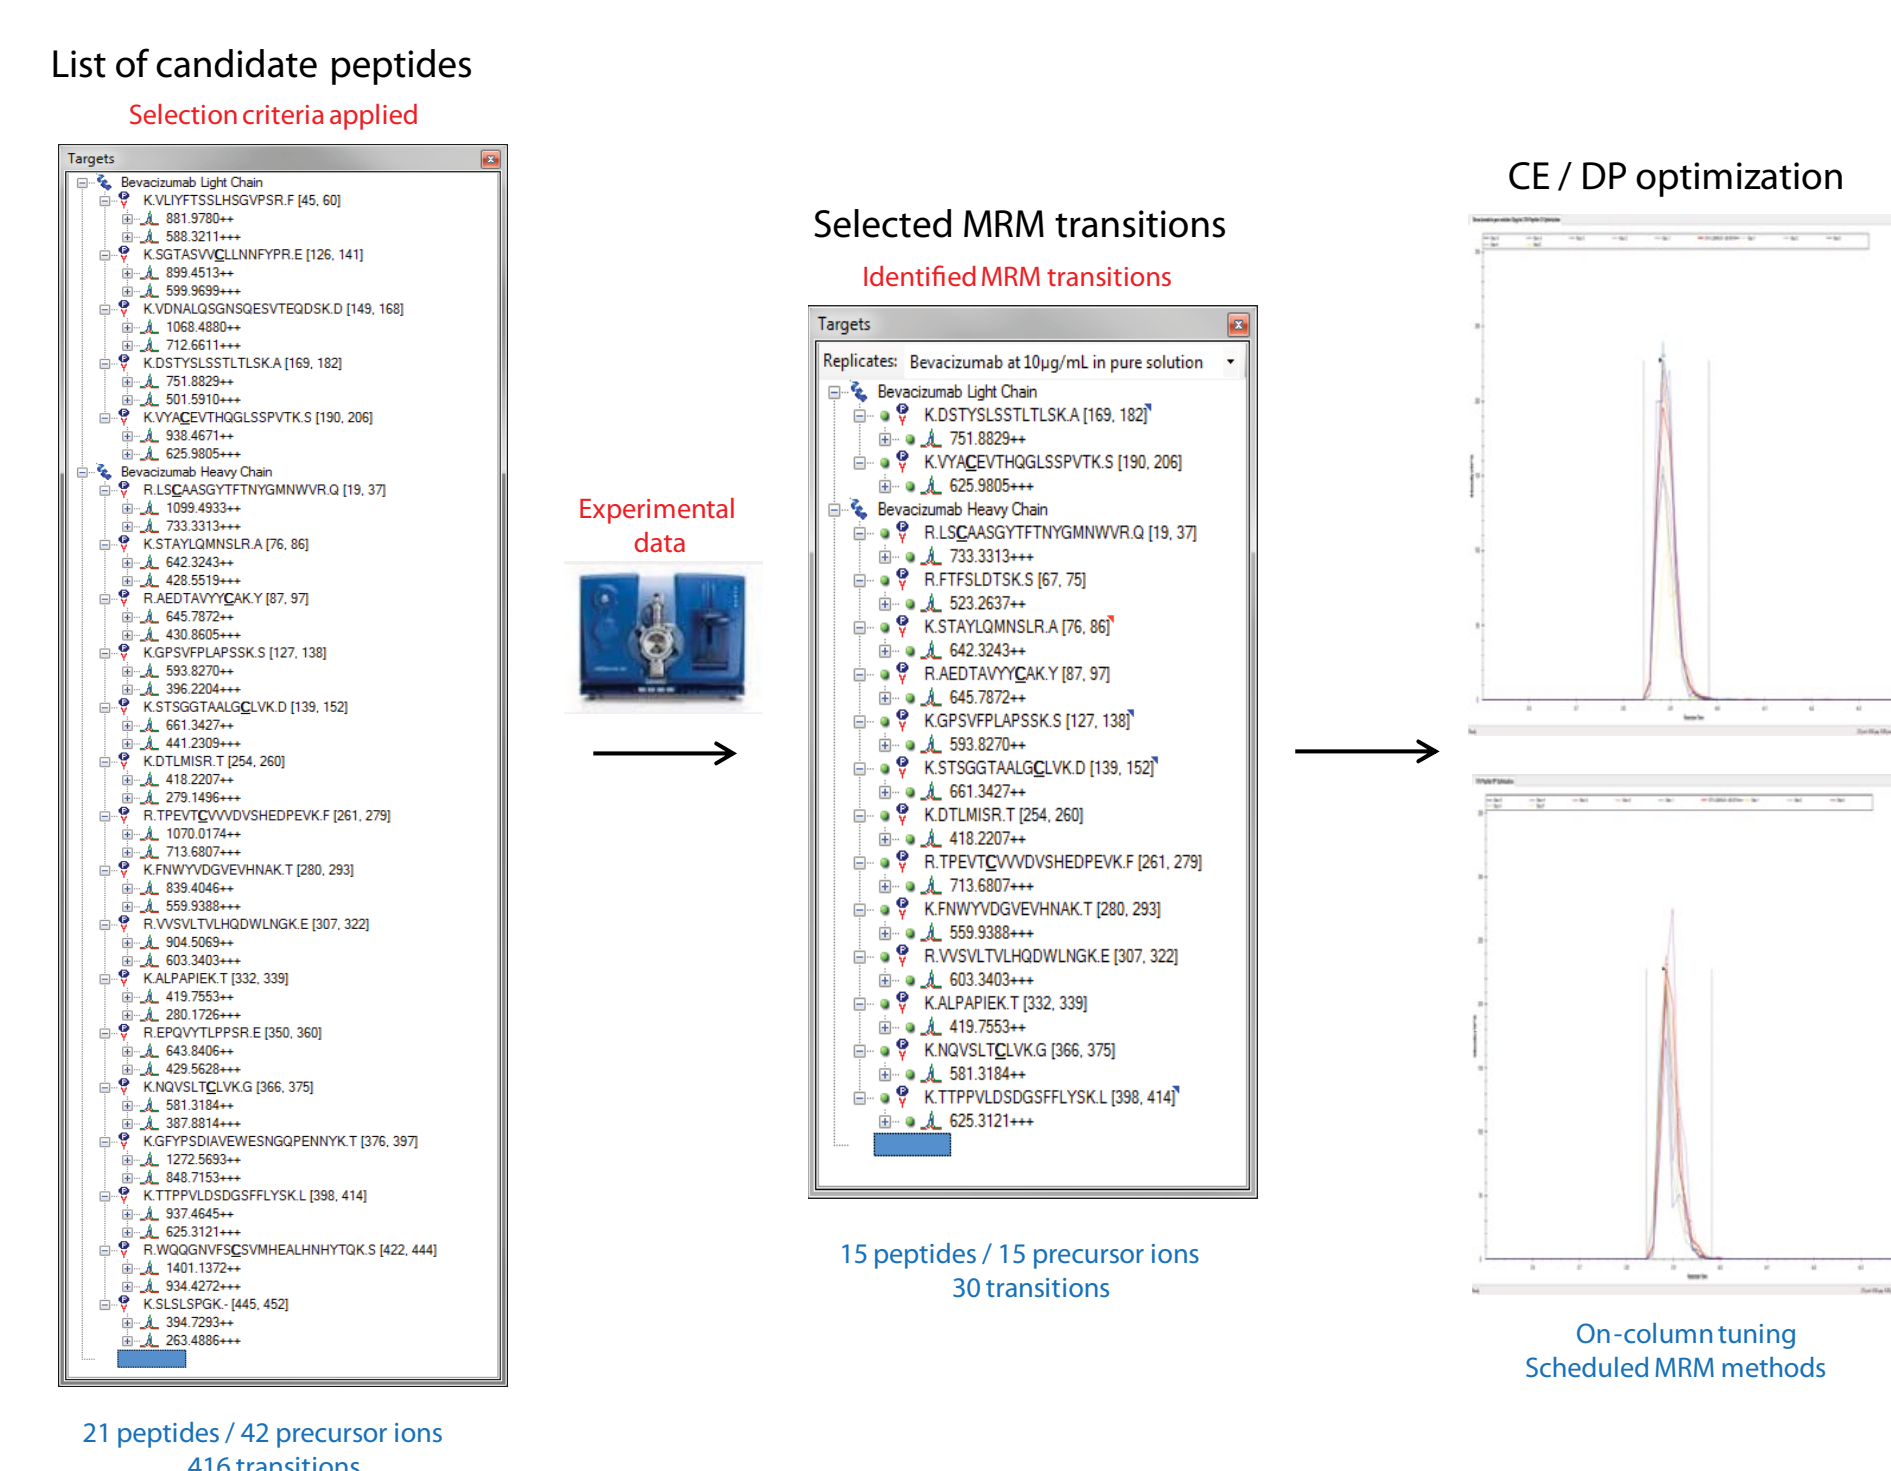 List of candidate peptides
Selection criteria applied
Targets
Bevacizumab Light Chain
K.VLIYFTSSLHSGVPSR.F [45, 60]
881.9780++
588.3211+++
K.SGTASVVCLLNNFYPR.E [126, 141]
899.4513++
599.9699+++
K.VDNALQSGNSQESVTEQDSK.D [149, 168]
1068.4880++
712.6611+++
K.DSTYSLSSTLTLSK.A [169, 182]
751.8829++
501.5910+++
K.VYACEVTHQGLSSPVTK.S [190, 206]
938.4671++
625.9805+++
Bevacizumab Heavy Chain
R.LSCAASGYTFTNYGMNWVR.Q [19, 37]
1099.4933++
733.3313+++
K.STAYLQMNSLR.A [76, 86]
642.3243++
428.5519+++
R.AEDTAVYYCAK.Y [87, 97]
645.7872++
430.8605+++
K.GPSVFPLAPSSK.S [127, 138]
593.8270++
396.2204+++
K.STSGGTAALGCLVK.D [139, 152]
661.3427++
441.2309+++
K.DTLMISR.T [254, 260]
418.2207++
279.1496+++
R.TPEVTCVVVDVSHEDPEVK.F [261, 279]
1070.0174++
713.6807+++
K.FNWYVDGVEVHNAK.T [280, 293]
839.4046++
559.9388+++
R.VVSVLTVLHQDWLNGK.E [307, 322]
904.5069++
603.3403+++
K.ALPAPIEK.T [332, 339]
419.7553++
280.1726+++
R.EPQVYTLPPSR.E [350, 360]
643.8406++
429.5628+++
K.NQVSLTCLVK.G [366, 375]
581.3184++
387.8814+++
K.GFYPSDIAVEWESNGQPENNYK.T [376, 397]
1272.5693++
848.7153+++
K.TTPPVLDSDGSFFLYSK.L [398, 414]
937.4645++
625.3121+++
R.WQQGNVFSCSVMHEALHNHYTQK.S [422, 444]
1401.1372++
934.4272+++
K.SLSLSPGK.- [445, 452]
394.7293++
263.4886+++
21 peptides / 42 precursor ions
416 transitions
Experimental
data
Selected MRM transitions
Identified MRM transitions
Targets
Replicates: Bevacizumab at 10µg/mL in pure solution
Bevacizumab Light Chain
K.DSTYSLSSTLTLSK.A [169, 182]
751.8829++
K.VYACEVTHQGLSSPVTK.S [190, 206]
625.9805+++
Bevacizumab Heavy Chain
R.LSCAASGYTFTNYGMNWVR.Q [19, 37]
733.3313+++
R.FTFSLDTSK.S [67, 75]
523.2637++
K.STAYLQMNSLR.A [76, 86]
642.3243++
R.AEDTAVYYCAK.Y [87, 97]
645.7872++
K.GPSVFPLAPSSK.S [127, 138]
593.8270++
K.STSGGTAALGCLVK.D [139, 152]
661.3427++
K.DTLMISR.T [254, 260]
418.2207++
R.TPEVTCVVVDVSHEDPEVK.F [261, 279]
713.6807+++
K.FNWYVDGVEVHNAK.T [280, 293]
559.9388+++
R.VVSVLTVLHQDWLNGK.E [307, 322]
603.3403+++
K.ALPAPIEK.T [332, 339]
419.7553++
K.NQVSLTCLVK.G [366, 375]
581.3184++
K.TTPPVLDSDGSFFLYSK.L [398, 414]
625.3121+++
15 peptides / 15 precursor ions
30 transitions
CE / DP optimization
On-column tuning
Scheduled MRM methods